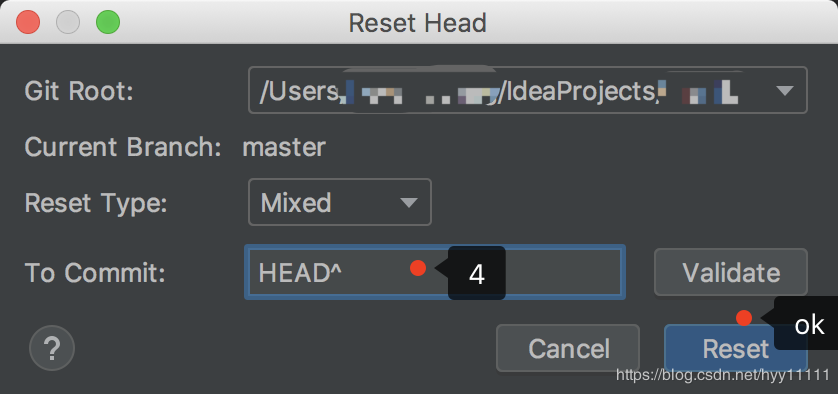 Reset Head
Git Root: /Users/ /IdeaProjects/
Current Branch: master
Reset Type: Mixed
To Commit: HEAD^ 4 Validate
ok
? Cancel Reset
https://blog.csdn.net/hyy11111